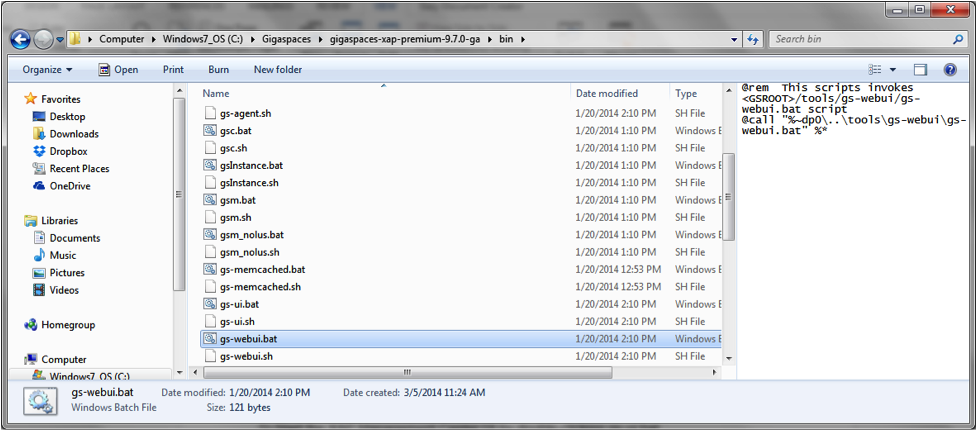 Computer ▸ Windows7_OS (C:) ▸ Gigaspaces ▸ gigaspaces-xap-premium-9.7.0-ga ▸ bin ▸
Search bin
Organize Open Print Burn New folder
Favorites
Desktop
Downloads
Dropbox
Recent Places
OneDrive
Libraries
Documents
Music
Pictures
Videos
Homegroup
Computer
Windows7_OS (C:)
Name Date modified Type
gs-agent.sh 1/20/2014 2:10 PM SH File
gsc.bat 1/20/2014 1:10 PM Windows B
gsc.sh 1/20/2014 1:10 PM SH File
gsInstance.bat 1/20/2014 1:10 PM Windows B
gsInstance.sh 1/20/2014 1:10 PM SH File
gsm.bat 1/20/2014 1:10 PM Windows B
gsm.sh 1/20/2014 1:10 PM SH File
gsm_nolus.bat 1/20/2014 1:10 PM Windows B
gsm_nolus.sh 1/20/2014 1:10 PM SH File
gs-memcached.bat 1/20/2014 12:53 PM Windows B
gs-memcached.sh 1/20/2014 12:53 PM SH File
gs-ui.bat 1/20/2014 2:10 PM Windows B
gs-ui.sh 1/20/2014 2:10 PM SH File
gs-webui.bat 1/20/2014 2:10 PM Windows B
gs-webui.sh 1/20/2014 2:10 PM SH File
@rem This scripts invokes
<GSROOT>/tools/gs-webui/gs-
webui.bat script
@call "%~dp0\..\tools\gs-webui\gs-
webui.bat" %*
gs-webui.bat Date modified: 1/20/2014 2:10 PM Date created: 3/5/2014 11:24 AM
Windows Batch File Size: 121 bytes